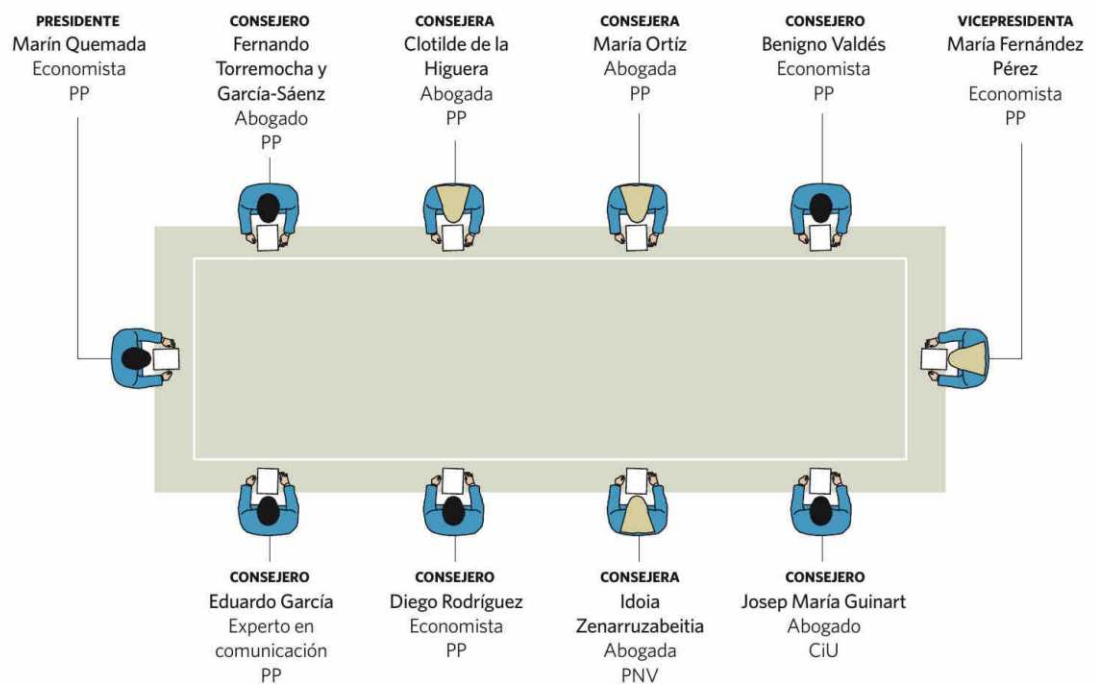 PRESIDENTE
Marín Quemada
Economista
PP
CONSEJERO
Fernando
Torremocha y
García-Sáenz
Abogado
PP
CONSEJERA
Clotilde de la
Higuera
Abogada
PP
CONSEJERA
María Ortíz
Abogada
PP
CONSEJERO
Benigno Valdés
Economista
PP
VICEPRESIDENTA
María Fernández
Pérez
Economista
PP
CONSEJERO
Eduardo García
Experto en
comunicación
PP
CONSEJERO
Diego Rodríguez
Economista
PP
CONSEJERA
Idoia
Zenarruzabeitia
Abogada
PNV
CONSEJERO
Josep María Guinart
Abogado
CiU